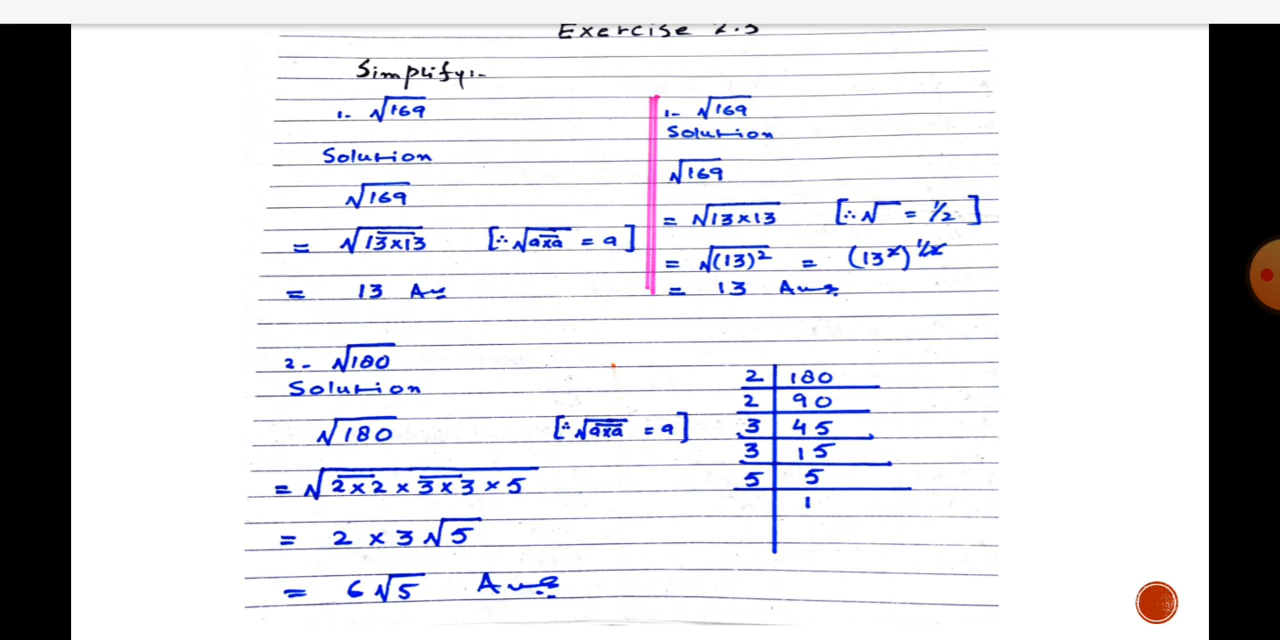 Exercise 2.3
Simplify:-
1- √169
Solution
√169
= √13×13 [∴√a×a = a]
= 13 Ans
1- √169
Solution
√169
= √13×13 [∴√ = 1/2]
= √(13)² = (13²)^1/2
= 13 Ans
2- √180
Solution
√180 [∴√a×a = a]
= √2×2×3×3×5
= 2 × 3√5
= 6√5 Ans
2 | 180
2 | 90
3 | 45
3 | 15
5 | 5
1